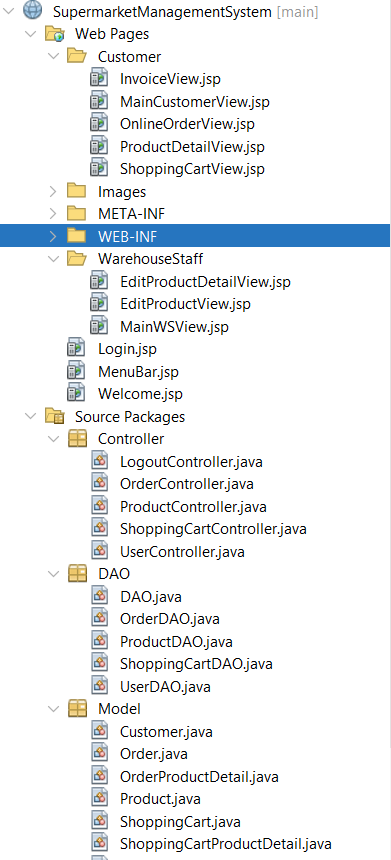 SupermarketManagementSystem [main]
Web Pages
Customer
InvoiceView.jsp
MainCustomerView.jsp
OnlineOrderView.jsp
ProductDetailView.jsp
ShoppingCartView.jsp
Images
META-INF
WEB-INF
WarehouseStaff
EditProductDetailView.jsp
EditProductView.jsp
MainWSView.jsp
Login.jsp
MenuBar.jsp
Welcome.jsp
Source Packages
Controller
LogoutController.java
OrderController.java
ProductController.java
ShoppingCartController.java
UserController.java
DAO
DAO.java
OrderDAO.java
ProductDAO.java
ShoppingCartDAO.java
UserDAO.java
Model
Customer.java
Order.java
OrderProductDetail.java
Product.java
ShoppingCart.java
ShoppingCartProductDetail.java